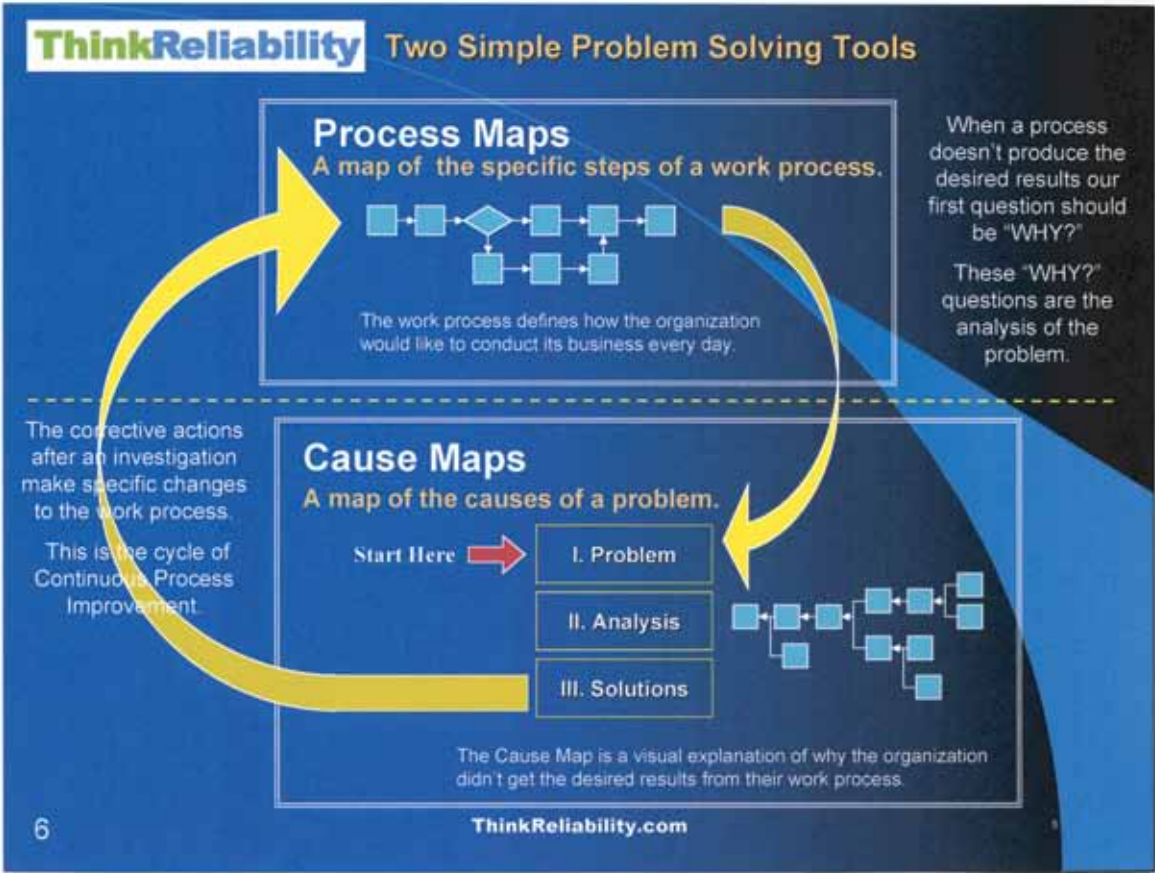 ThinkReliability Two Simple Problem Solving Tools
Process Maps
A map of the specific steps of a work process.
The work process defines how the organization
would like to conduct its business every day.
When a process
doesn't produce the
desired results our
first question should
be "WHY?"
These "WHY?"
questions are the
analysis of the
problem.
The corrective actions
after an investigation
make specific changes
to the work process.
This is the cycle of
Continuous Process
Improvement.
Cause Maps
A map of the causes of a problem.
Start Here
I. Problem
II. Analysis
III. Solutions
The Cause Map is a visual explanation of why the organization
didn't get the desired results from their work process.
6
ThinkReliability.com